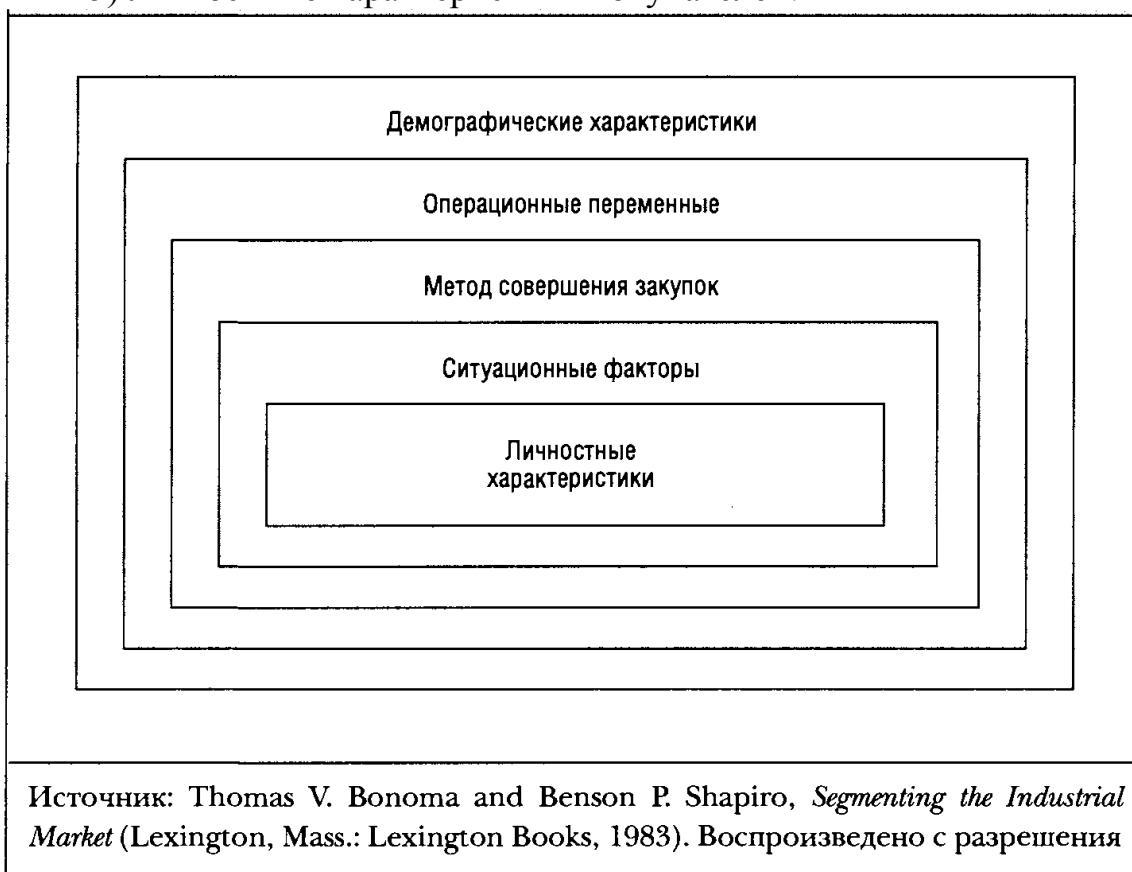 Демографические характеристики
Операционные переменные
Метод совершения закупок
Ситуационные факторы
Личностные
характеристики
Источник: Thomas V. Bonoma and Benson P. Shapiro, Segmenting the Industrial
Market (Lexington, Mass.: Lexington Books, 1983). Воспроизведено с разрешения